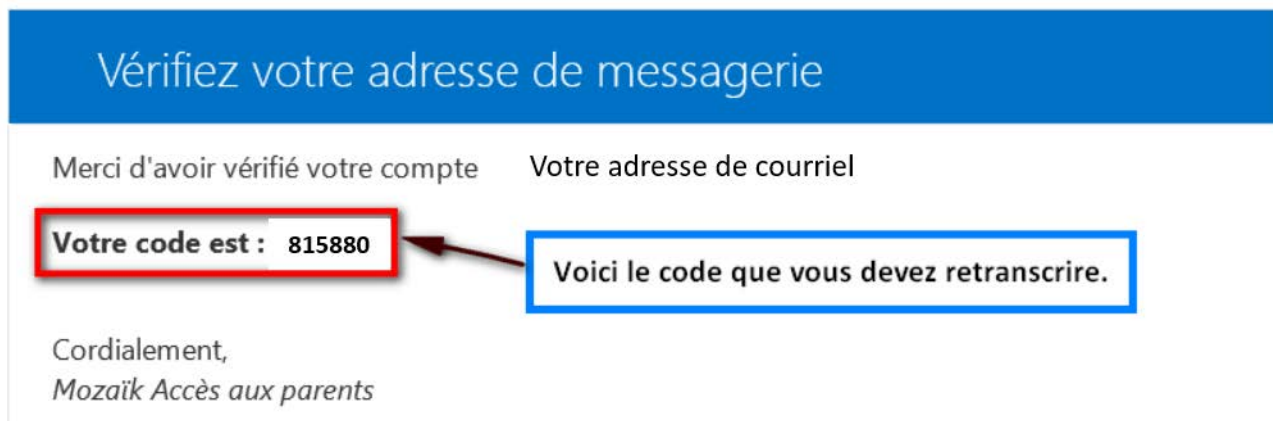 Vérifiez votre adresse de messagerie
Merci d'avoir vérifié votre compte Votre adresse de courriel
Votre code est : 815880
Voici le code que vous devez retranscrire.
Cordialement,
Mozaïk Accès aux parents